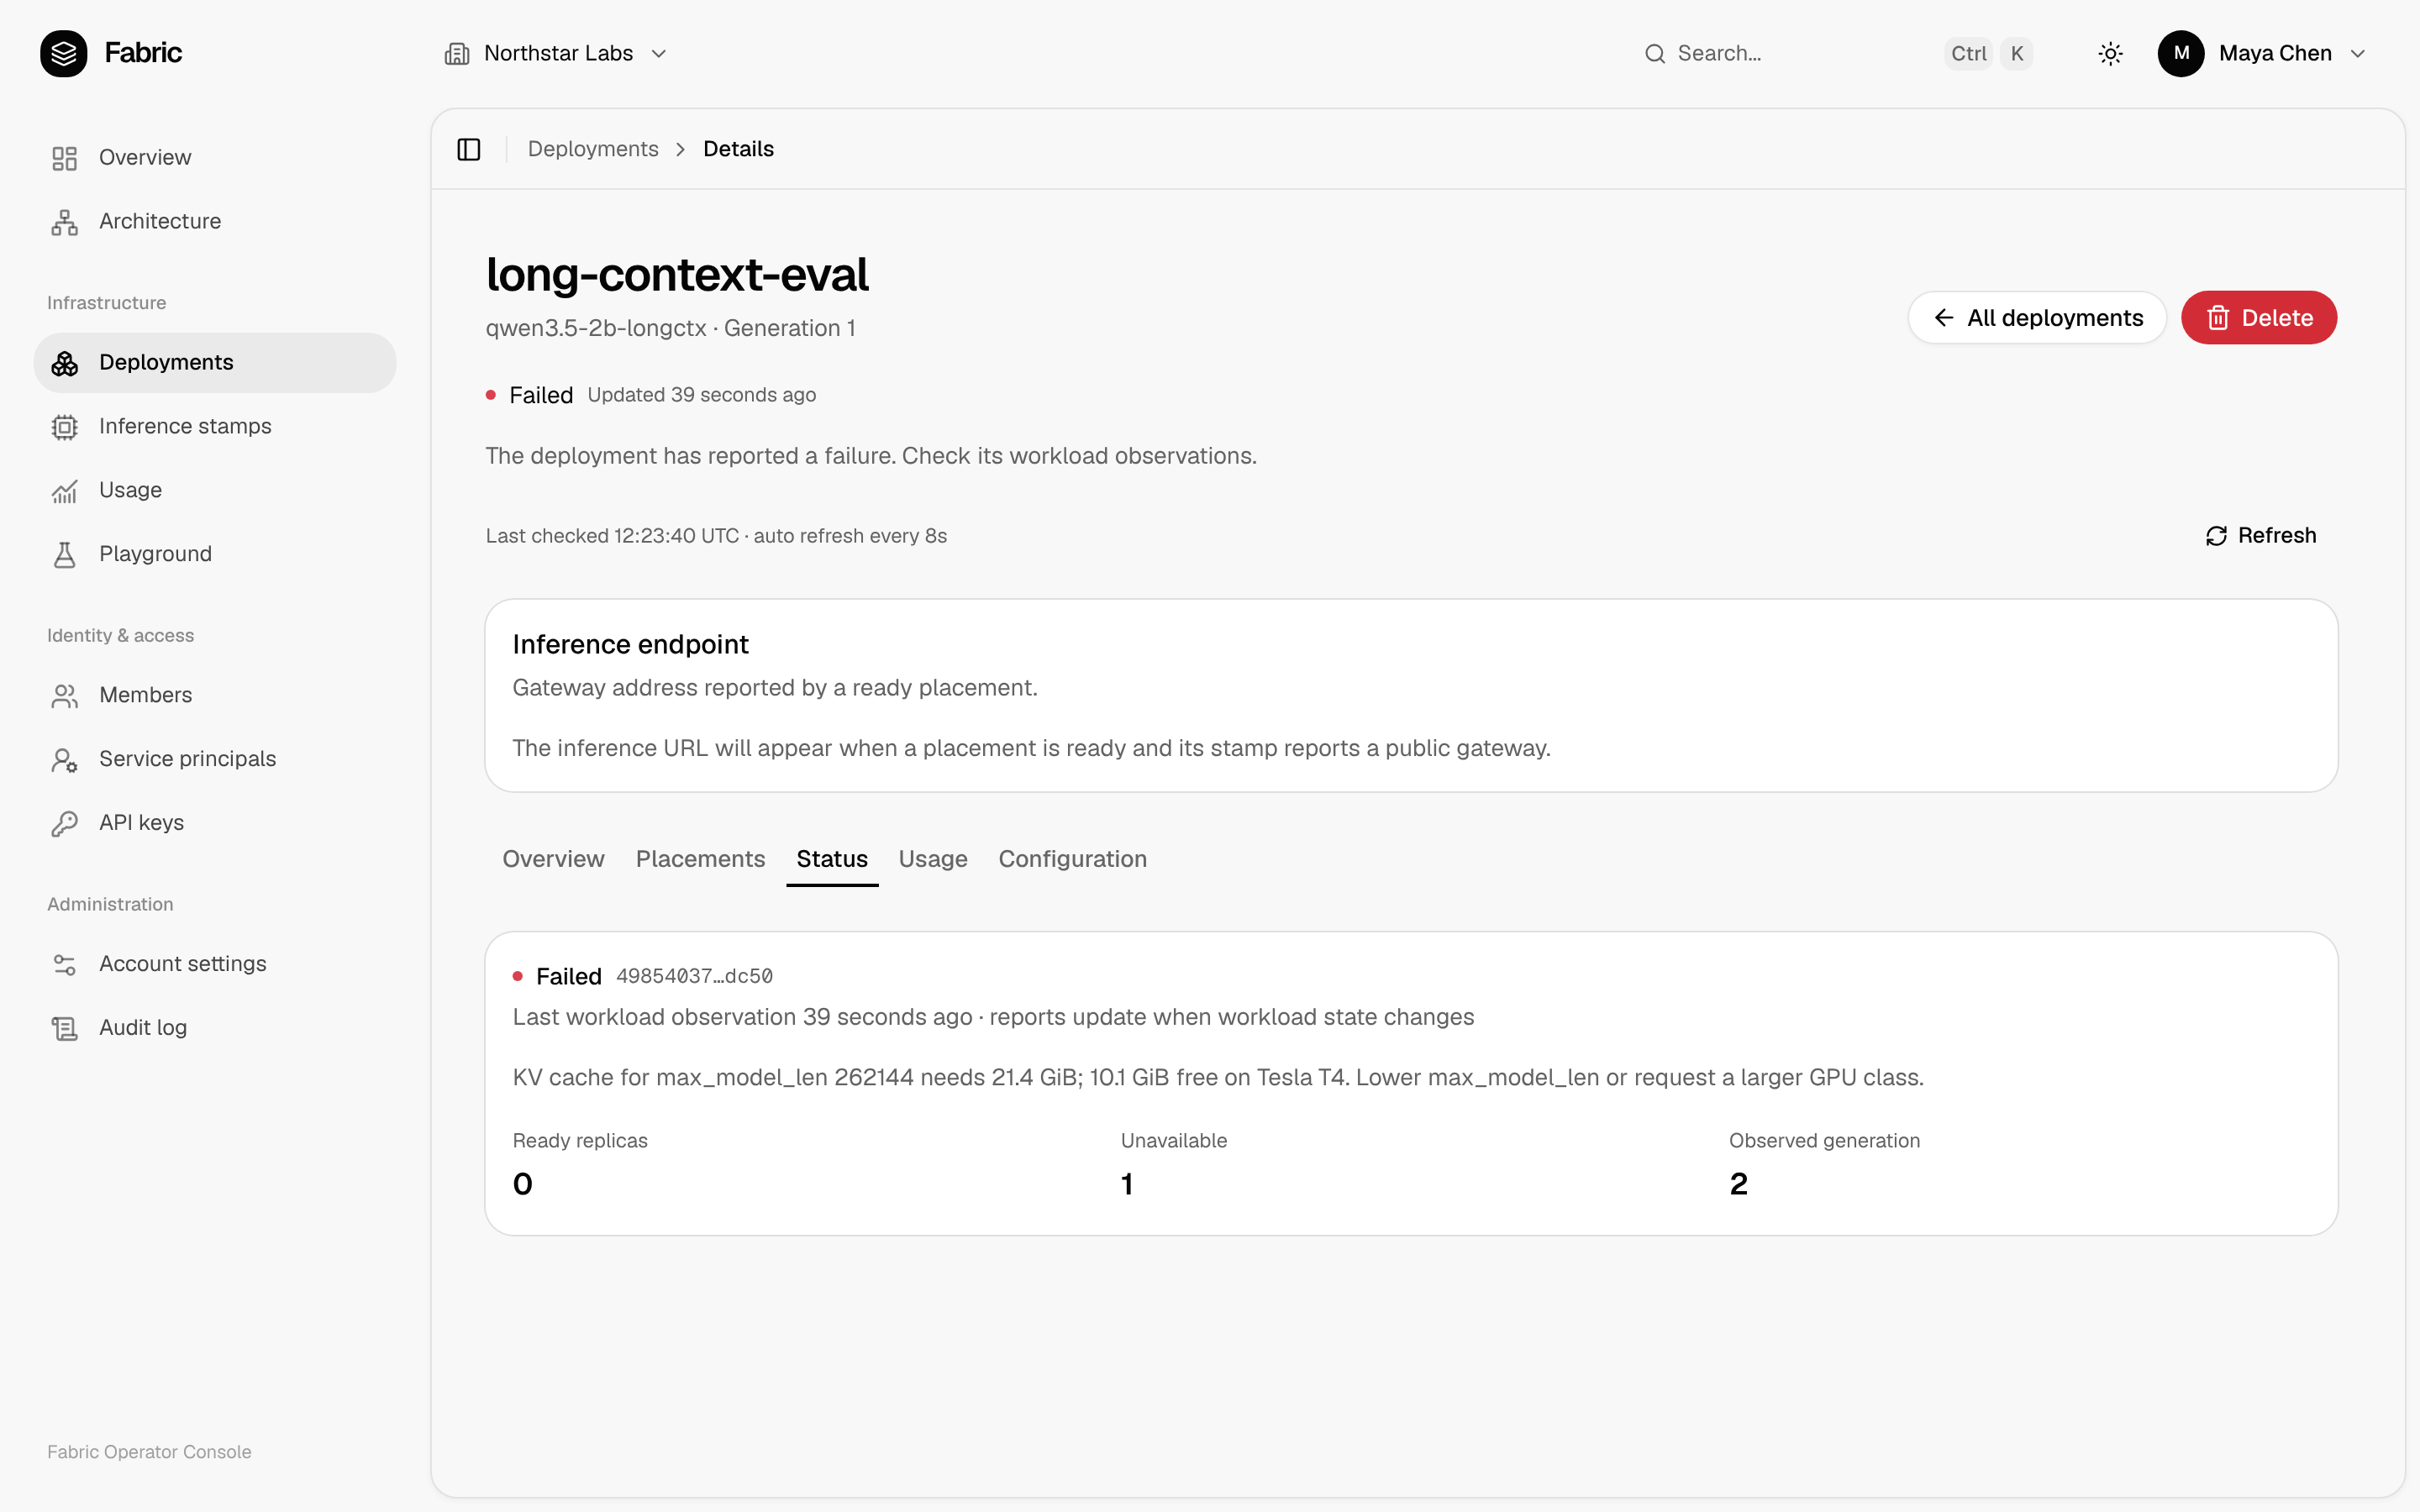 Fabric
Northstar Labs
Search...
Ctrl K
M
Maya Chen
Overview
Architecture
Infrastructure
Deployments
Inference stamps
Usage
Playground
Identity & access
Members
Service principals
API keys
Administration
Account settings
Audit log
Fabric Operator Console
Deployments > Details
long-context-eval
qwen3.5-2b-longctx · Generation 1
All deployments
Delete
Failed Updated 39 seconds ago
The deployment has reported a failure. Check its workload observations.
Last checked 12:23:40 UTC · auto refresh every 8s
Refresh
Inference endpoint
Gateway address reported by a ready placement.
The inference URL will appear when a placement is ready and its stamp reports a public gateway.
Overview Placements Status Usage Configuration
Failed 49854037…dc50
Last workload observation 39 seconds ago · reports update when workload state changes
KV cache for max_model_len 262144 needs 21.4 GiB; 10.1 GiB free on Tesla T4. Lower max_model_len or request a larger GPU class.
Ready replicas Unavailable Observed generation
0 1 2